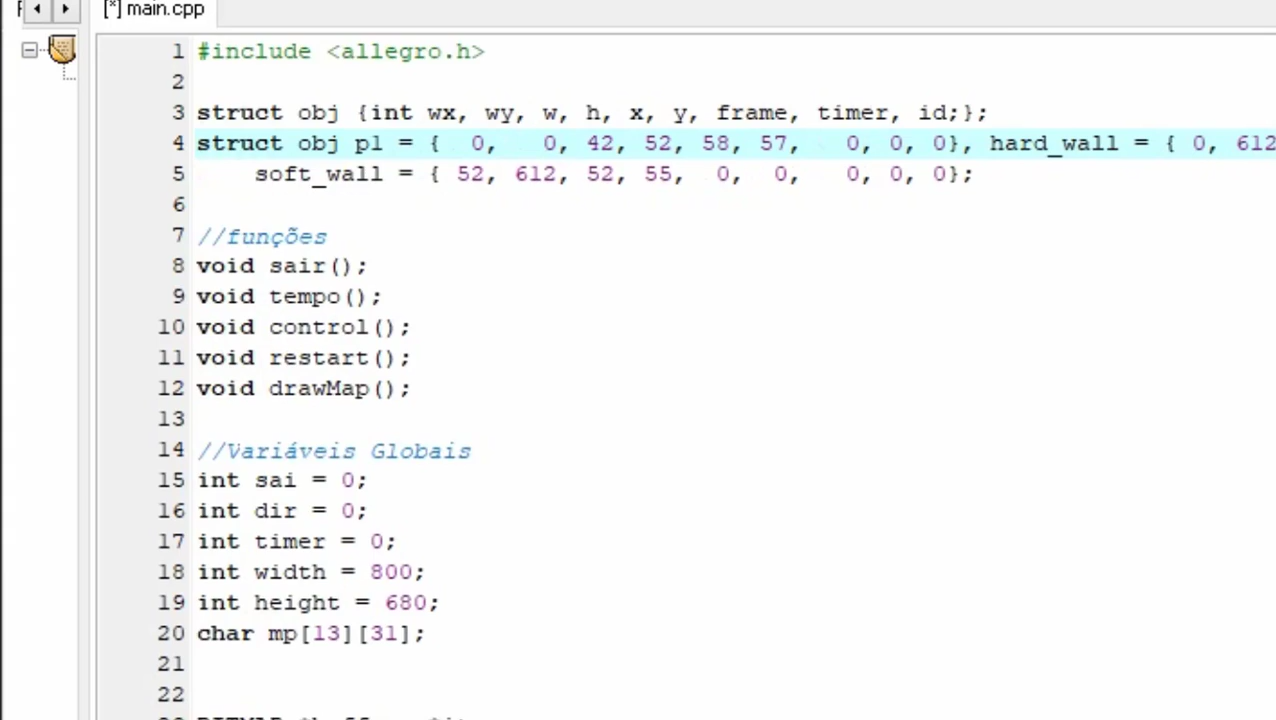 [*] main.cpp
1 #include <allegro.h>
2
3 struct obj {int wx, wy, w, h, x, y, frame, timer, id;};
4 struct obj p1 = { 0, 0, 42, 52, 58, 57, 0, 0, 0}, hard_wall = { 0, 612
5 soft_wall = { 52, 612, 52, 55, 0, 0, 0, 0, 0};
6
7 //funções
8 void sair();
9 void tempo();
10 void control();
11 void restart();
12 void drawMap();
13
14 //Variáveis Globais
15 int sai = 0;
16 int dir = 0;
17 int timer = 0;
18 int width = 800;
19 int height = 680;
20 char mp[13][31];
21
22